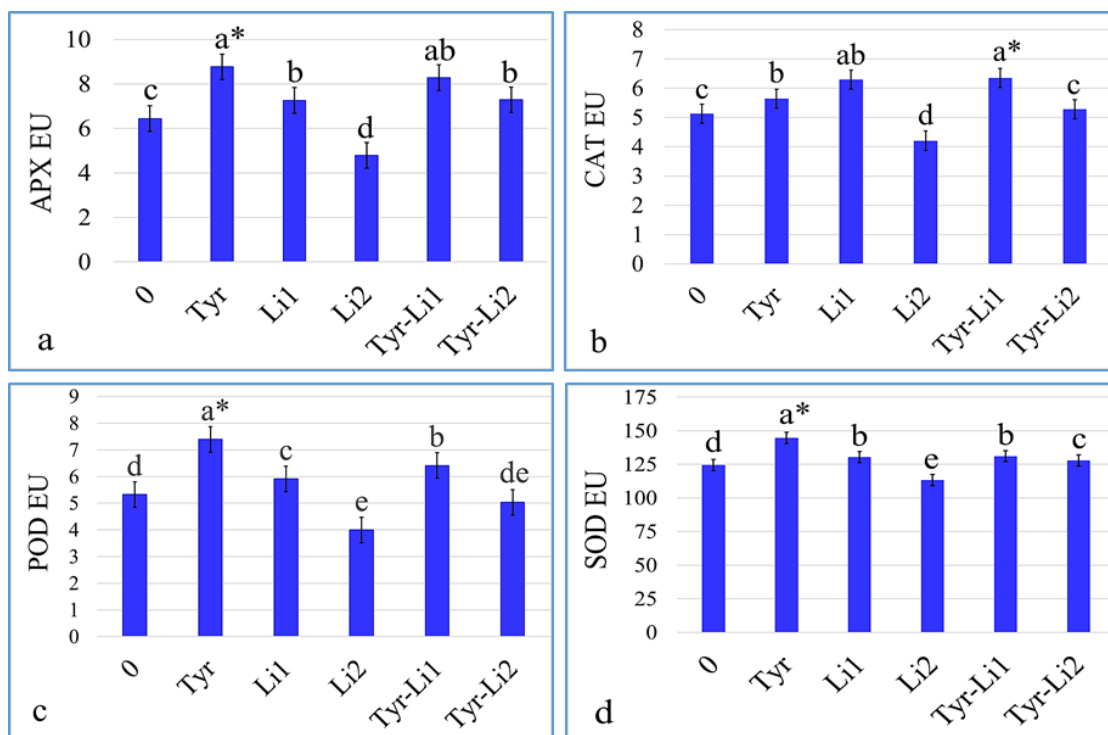 APX EU
10
8
6
4
2
0
c
a*
b
d
ab
b
0
Tyr
Li1
Li2
Tyr-Li1
Tyr-Li2
a
CAT EU
8
7
6
5
4
3
2
1
0
c
b
ab
d
a*
c
0
Tyr
Li1
Li2
Tyr-Li1
Tyr-Li2
b
POD EU
9
8
7
6
5
4
3
2
1
0
d
a*
c
e
b
de
0
Tyr
Li1
Li2
Tyr-Li1
Tyr-Li2
c
SOD EU
175
150
125
100
75
50
25
0
d
a*
b
e
b
c
0
Tyr
Li1
Li2
Tyr-Li1
Tyr-Li2
d